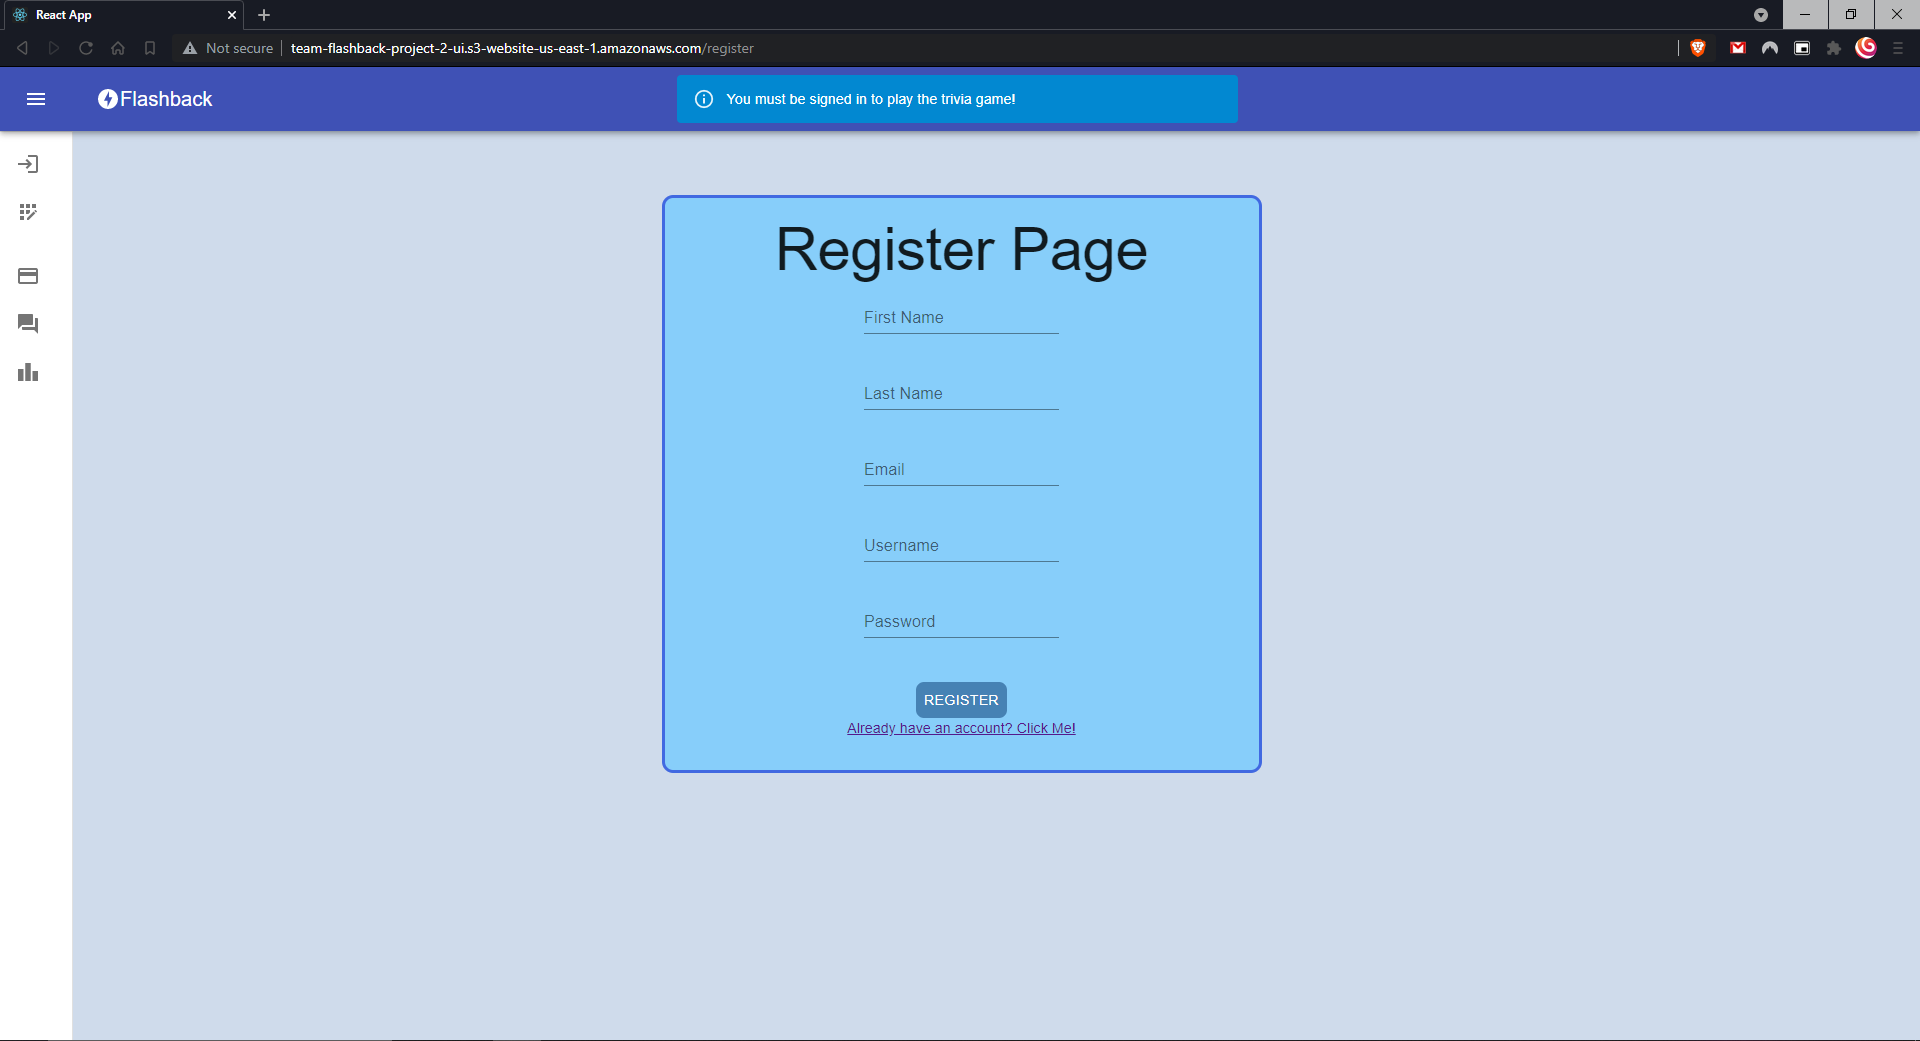 React App
Not secure
team-flashback-project-2-ui.s3-website-us-east-1.amazonaws.com/register
Flashback
You must be signed in to play the trivia game!
Register Page
First Name
Last Name
Email
Username
Password
REGISTER
Already have an account? Click Me!